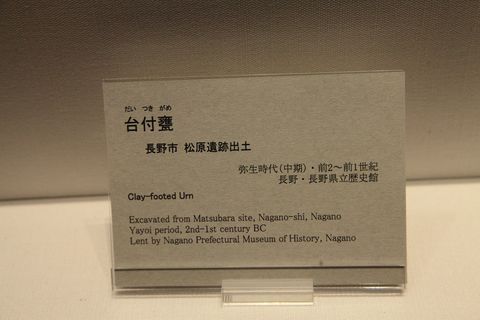 だい つき がめ
台付甕
長野市 松原遺跡出土
弥生時代(中期)・前2~前1世紀
長野・長野県立歴史館
Clay-footed Urn
Excavated from Matsubara site, Nagano-shi, Nagano
Yayoi period, 2nd-1st century BC
Lent by Nagano Prefectural Museum of History, Nagano